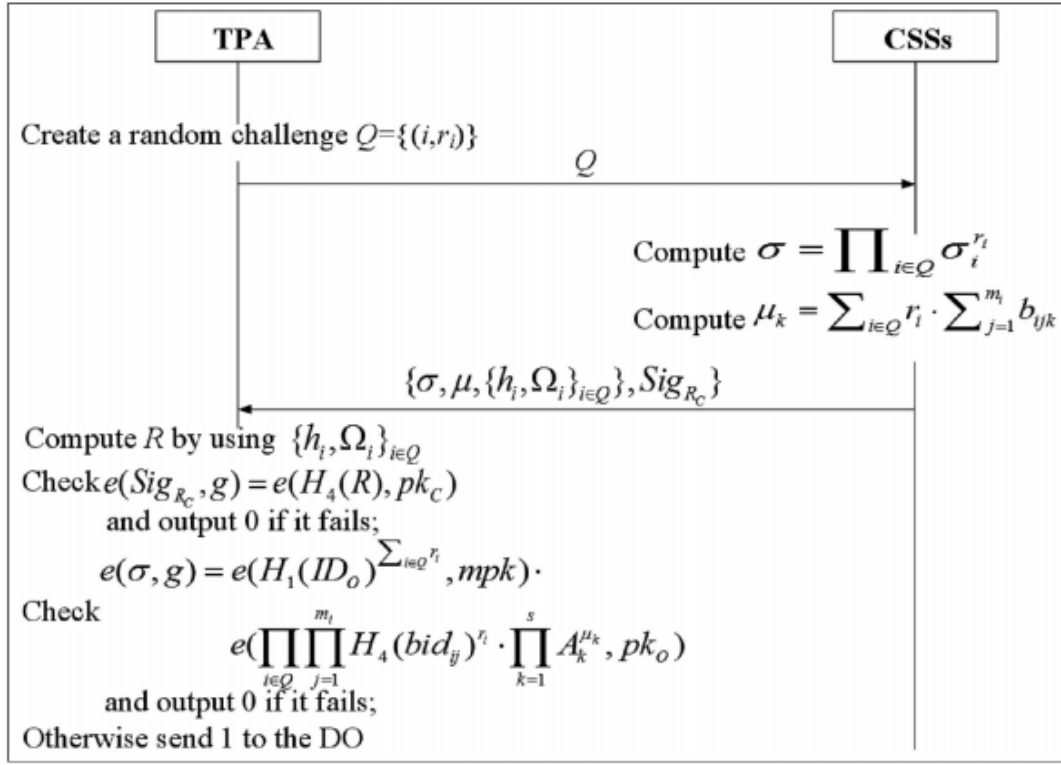 TPA CSSs
Create a random challenge Q={(i,r_i)}
Q
Compute σ = ∏_{i∈Q} σ_i^{r_i}
Compute μ_k = ∑_{i∈Q} r_i · ∑_{j=1}^{m_i} b_{ijk}
{σ, μ, {h_i, Ω_i}_{i∈Q}}, Sig_{R_C}}
Compute R by using {h_i, Ω_i}_{i∈Q}
Check e(Sig_{R_C}, g) = e(H_4(R), pk_C)
and output 0 if it fails;
e(σ, g) = e(H_1(ID_o)^{∑_{i∈Q} r_i}, mpk) ·
Check
e(∏_{i∈Q} ∏_{j=1}^{m_i} H_4(bid_{ij})^{r_i} · ∏_{k=1}^{s} A_k^{μ_k}, pk_o)
and output 0 if it fails;
Otherwise send 1 to the DO